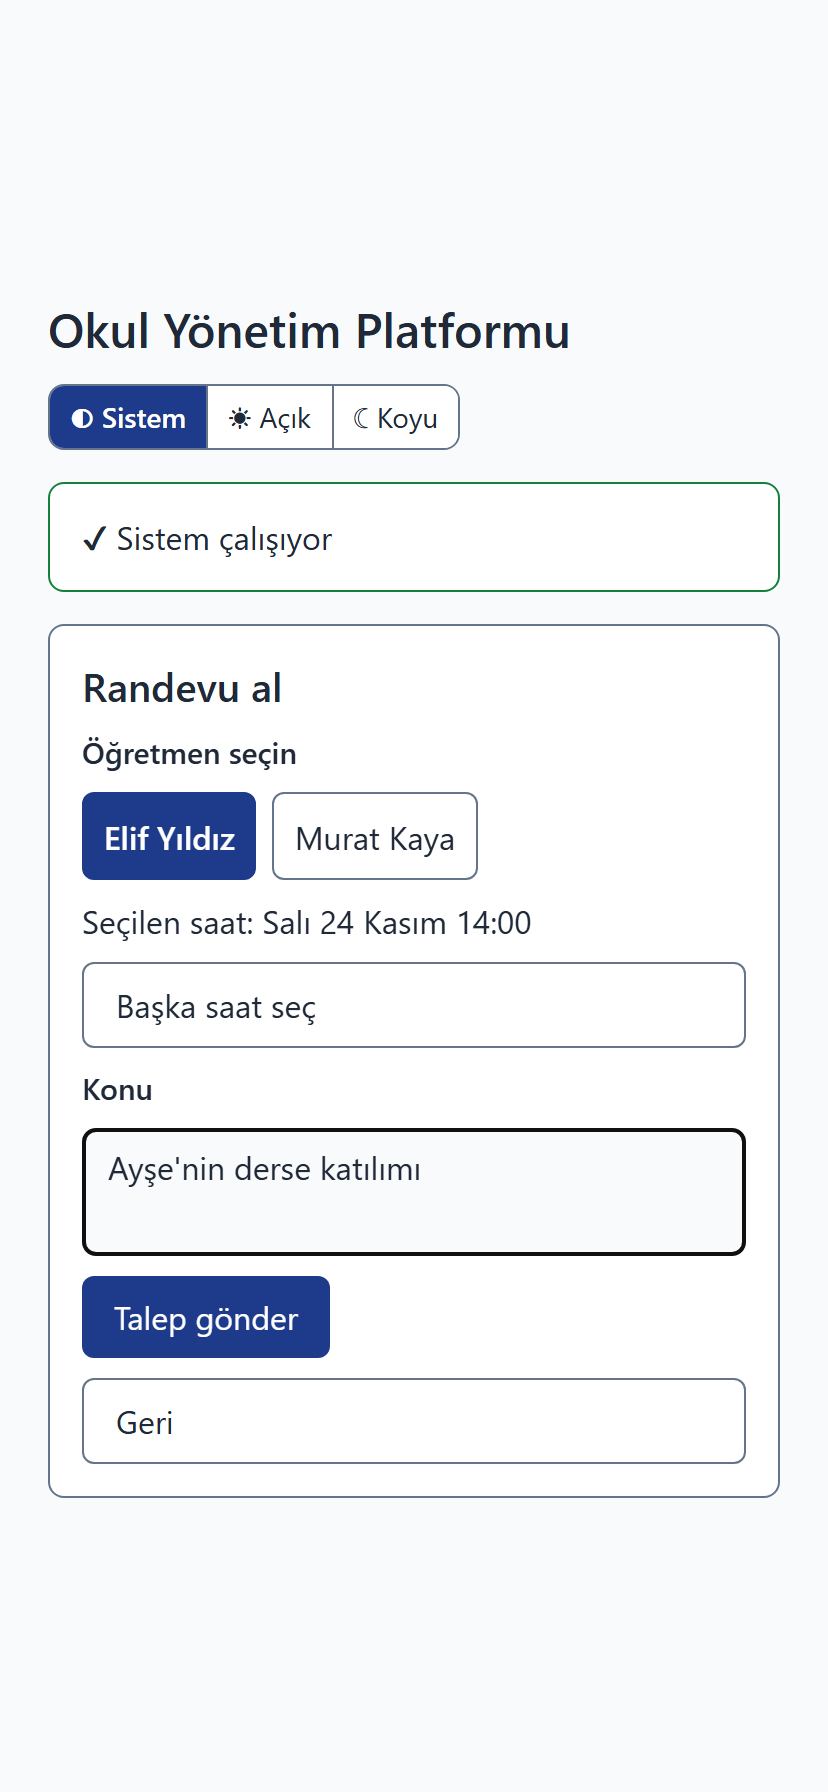 Okul Yönetim Platformu
◐ Sistem ☀ Açık ☾ Koyu
✔ Sistem çalışıyor
Randevu al
Öğretmen seçin
Elif Yıldız Murat Kaya
Seçilen saat: Salı 24 Kasım 14:00
Başka saat seç
Konu
Ayşe'nin derse katılımı
Talep gönder
Geri